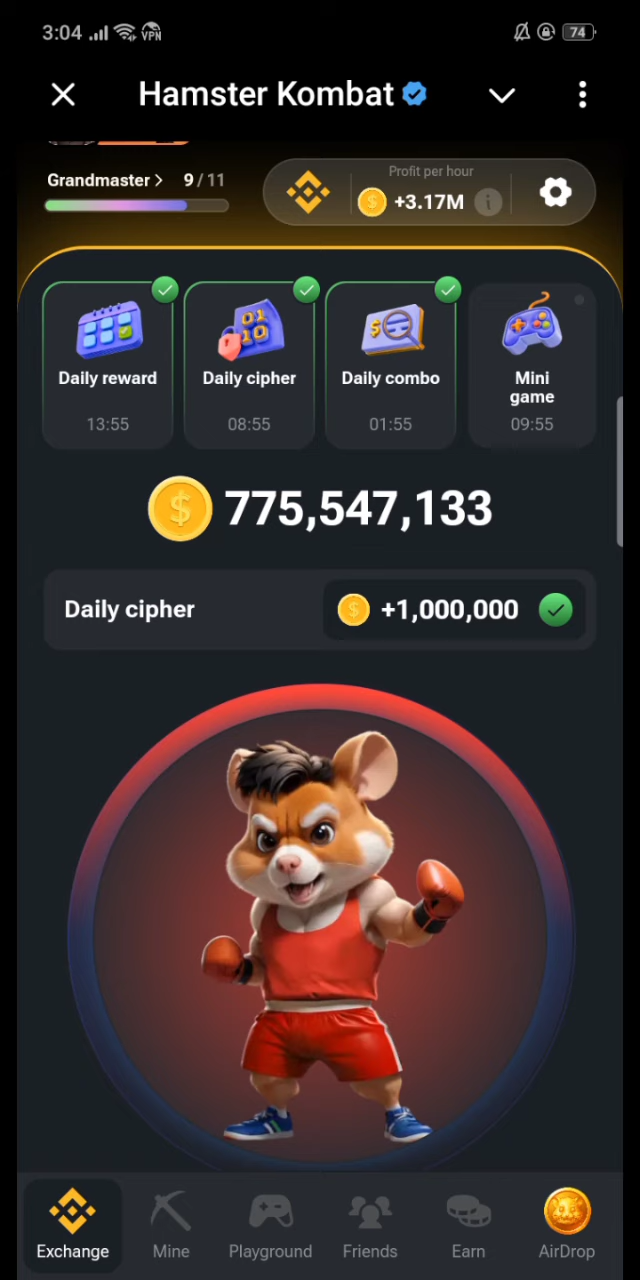 3:04 VPN 74
Hamster Kombat
Grandmaster 9/11
Profit per hour
+3.17M
Daily reward
13:55
Daily cipher
08:55
Daily combo
01:55
Mini
game
09:55
775,547,133
Daily cipher +1,000,000
Exchange Mine Playground Friends Earn AirDrop